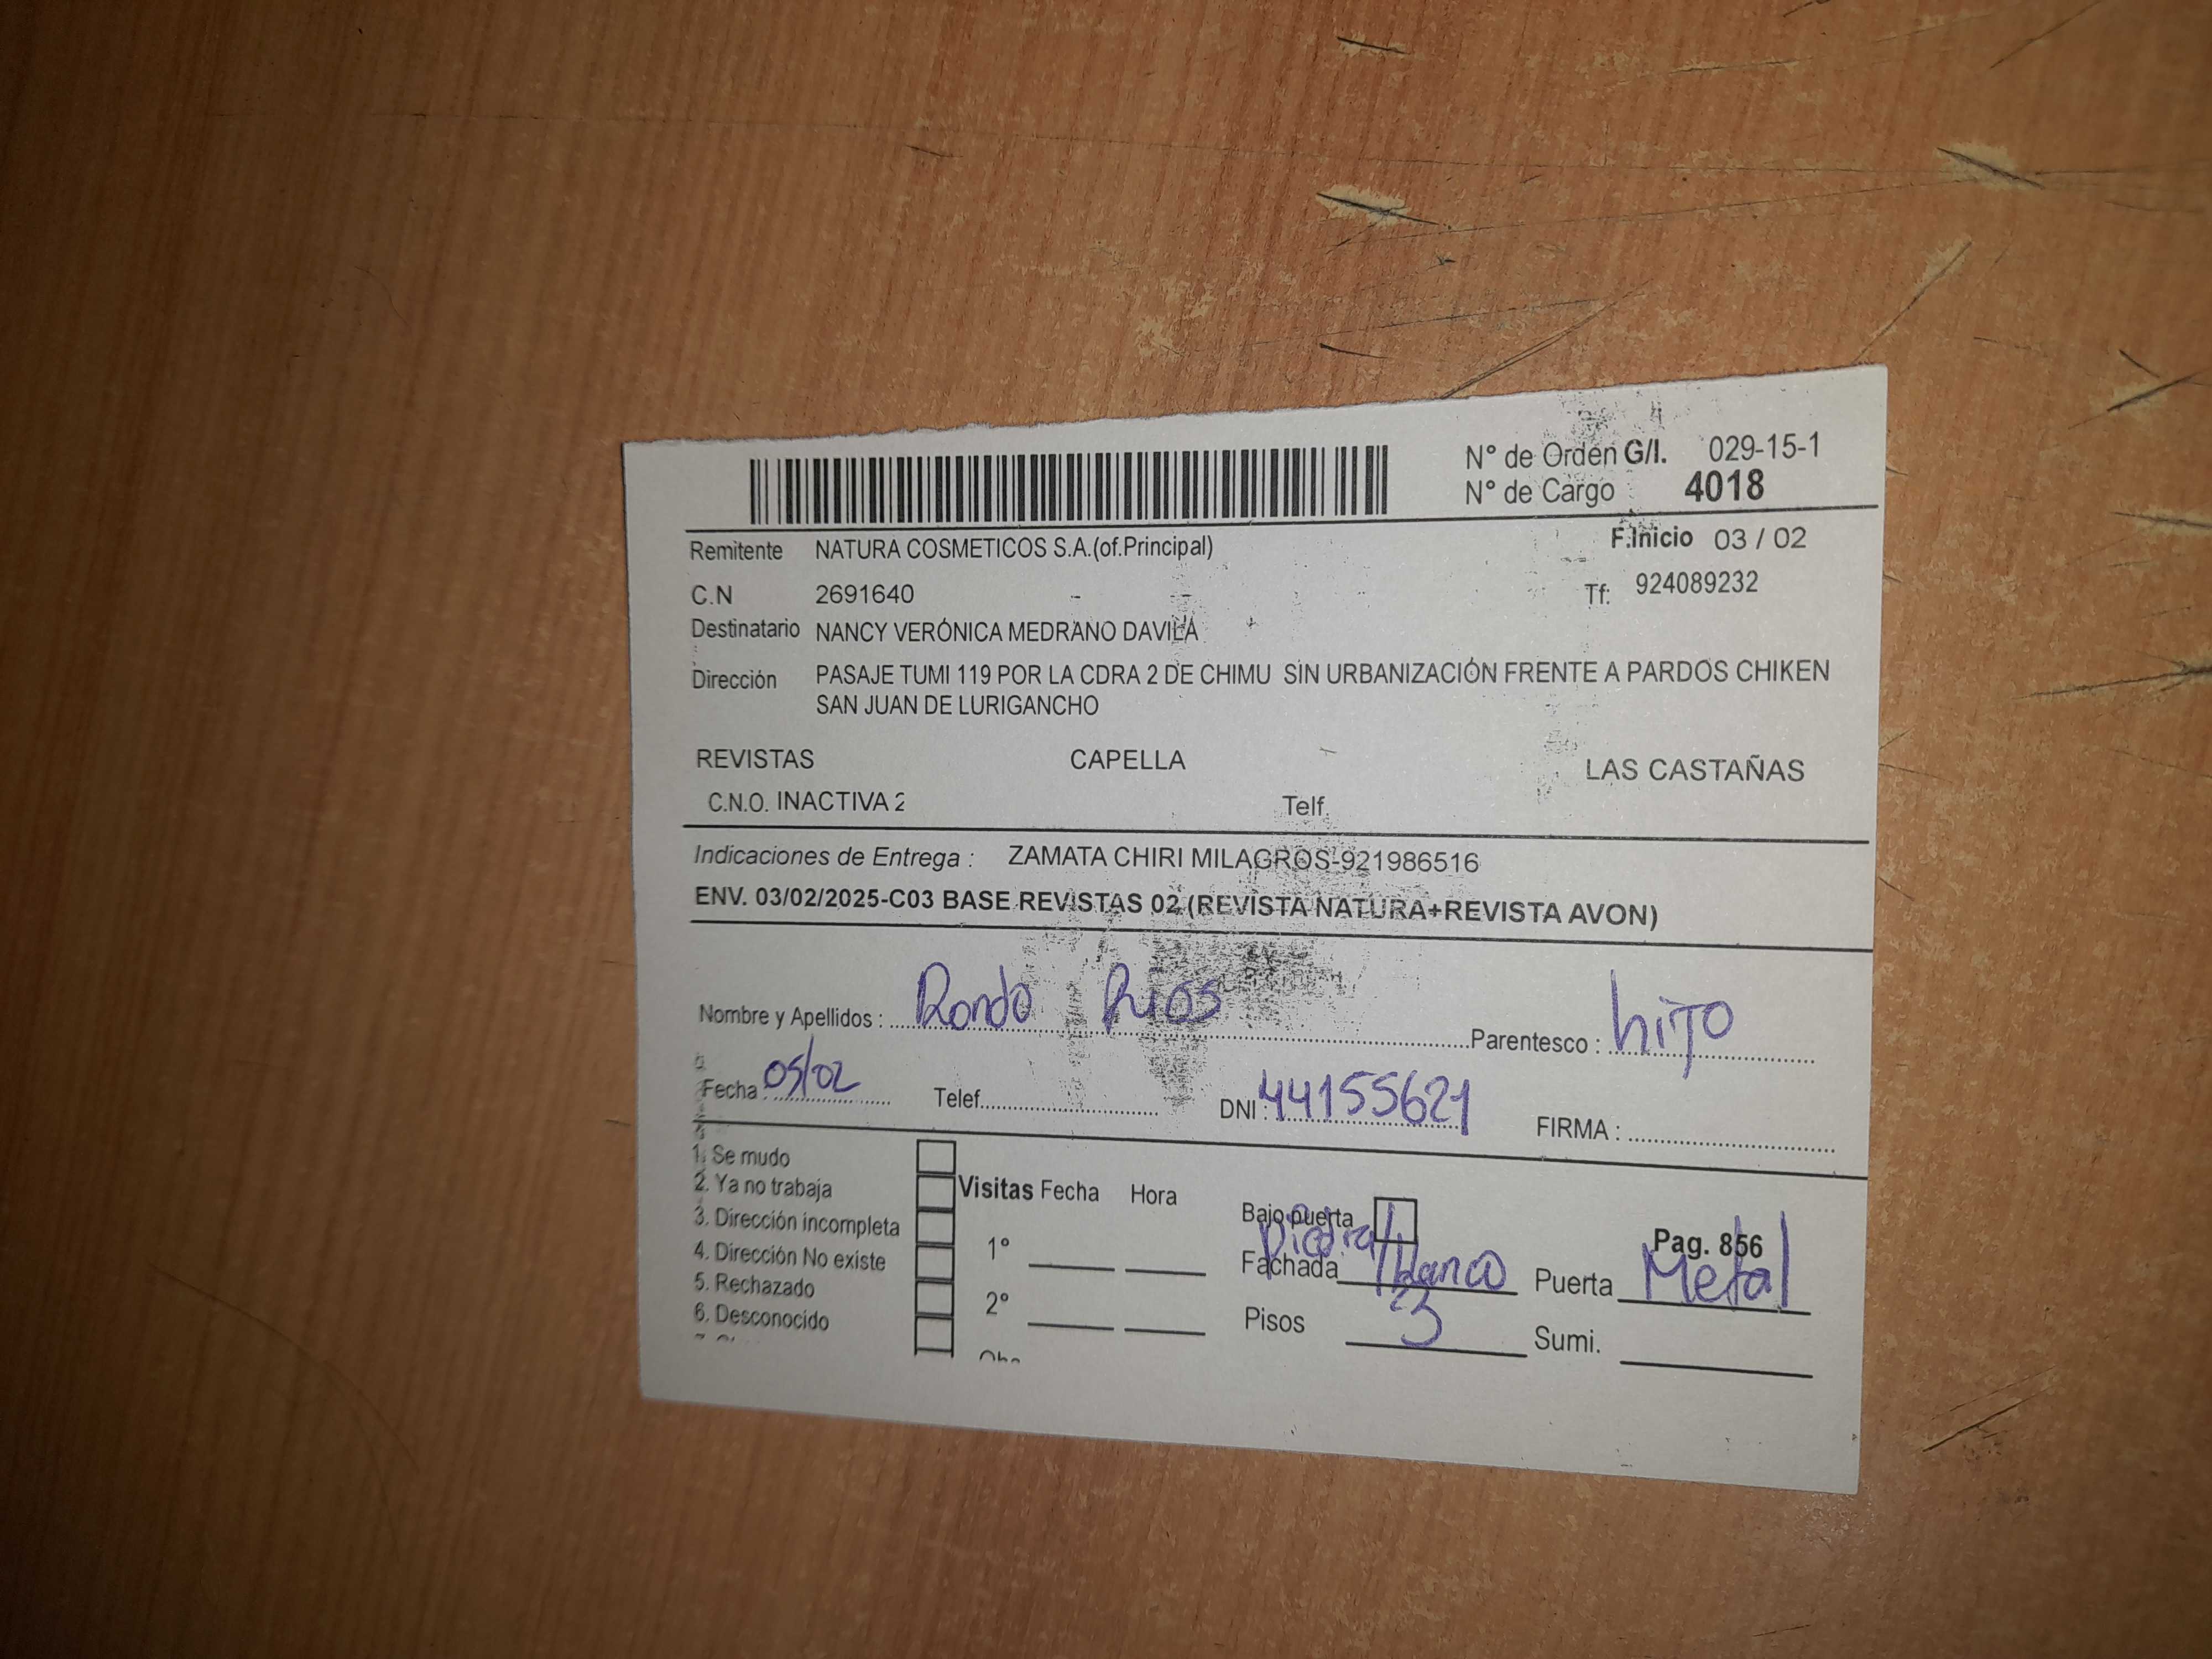 N° de Orden G/I. 029-15-1
N° de Cargo : 4018
Remitente NATURA COSMETICOS S.A.(of.Principal) F.Inicio 03 / 02
C.N 2691640 - - Tf: 924089232
Destinatario NANCY VERÓNICA MEDRANO DAVILA
Dirección PASAJE TUMI 119 POR LA CDRA 2 DE CHIMU SIN URBANIZACIÓN FRENTE A PARDOS CHIKEN
SAN JUAN DE LURIGANCHO
REVISTAS CAPELLA LAS CASTAÑAS
C.N.O. INACTIVA 2 Telf.
Indicaciones de Entrega : ZAMATA CHIRI MILAGROS-921986516
ENV. 03/02/2025-C03 BASE REVISTAS 02 (REVISTA NATURA+REVISTA AVON)
Nombre y Apellidos : Rios Parentesco : hijo
Fecha : 05/02 Telef. DNI : 44155621 FIRMA :
1. Se mudo
2. Ya no trabaja Visitas Fecha Hora Bajo puerta
3. Dirección incompleta Piedra/ Pag. 856
4. Dirección No existe 1° Fachada blanco Puerta Metal
5. Rechazado
6. Desconocido 2° Pisos 3 Sumi.